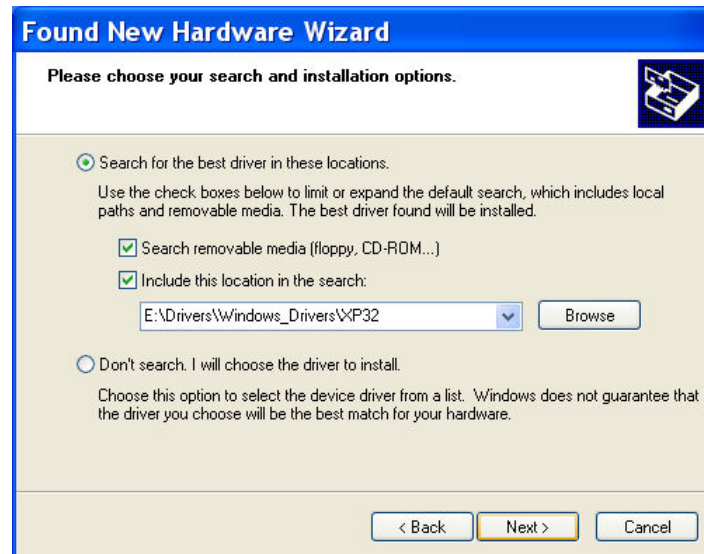 Found New Hardware Wizard
Please choose your search and installation options.
Search for the best driver in these locations.
Use the check boxes below to limit or expand the default search, which includes local
paths and removable media. The best driver found will be installed.
Search removable media (floppy, CD-ROM...)
Include this location in the search:
E:\Drivers\Windows_Drivers\XP32
Browse
Don't search. I will choose the driver to install.
Choose this option to select the device driver from a list. Windows does not guarantee that
the driver you choose will be the best match for your hardware.
< Back Next > Cancel